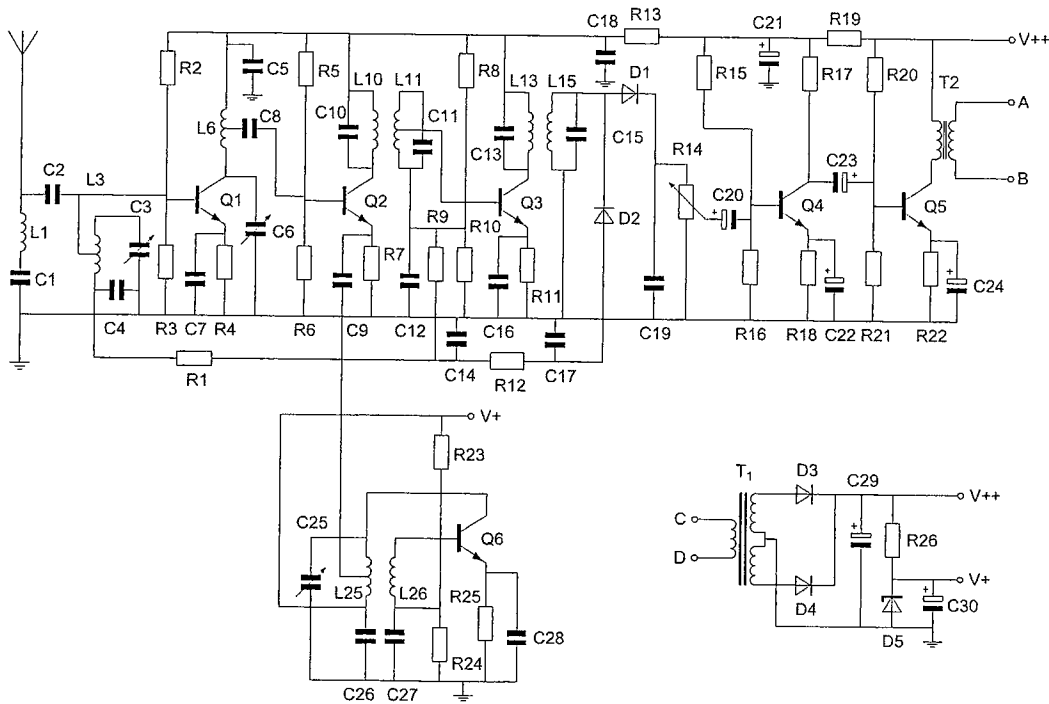 C18 R13 C21 R19
V++
R2 C5 R5 L10 L11 R8 L13 L15 D1 R15 R17 R20 T2
C8 C10 C11 C13 C15 A
L6
R14
C2 L3 Q1 Q2 Q3 C20 Q4 C23 Q5 B
+
L1 C3 C6 R7 R9 R10 D2
C1 R11 C24
C4 R3 C7 R4 R6 C9 C12 C14 C16 C17 C19 R16 R18 C22 R21 R22
R1 R12
V+
R23
T1 D3 C29 V++
C25 Q6 C R26
D V+
L25 L26 R25 D4 D5 C30
C28
R24
C26 C27